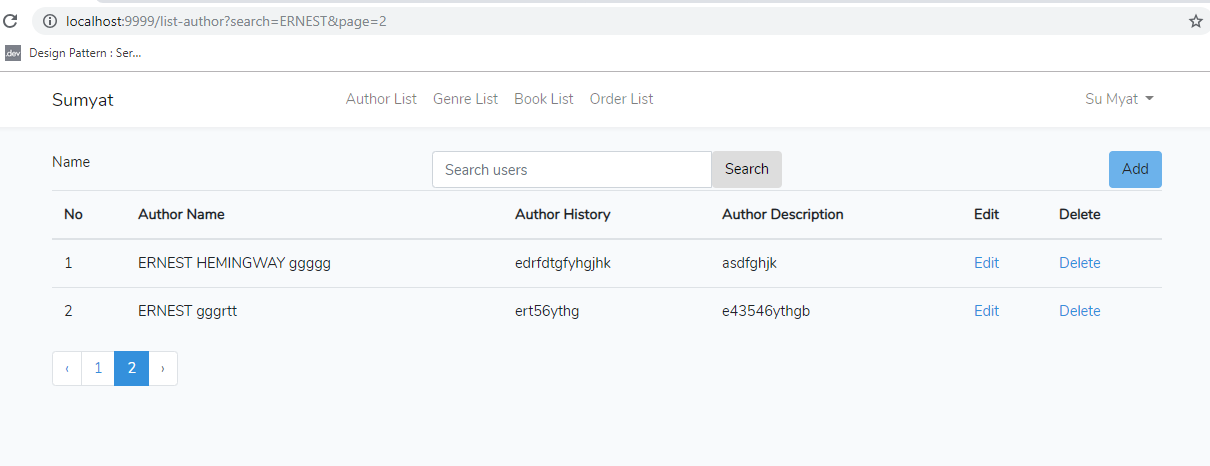 localhost:9999/list-author?search=ERNEST&page=2
.dev Design Pattern : Ser...
Sumyat Author List Genre List Book List Order List Su Myat
Name Search users Search Add
No Author Name Author History Author Description Edit Delete
1 ERNEST HEMINGWAY ggggg edrfdtgfyhgjhk asdfghjk Edit Delete
2 ERNEST gggrtt ert56ythg e43546ythgb Edit Delete
‹ 1 2 ›